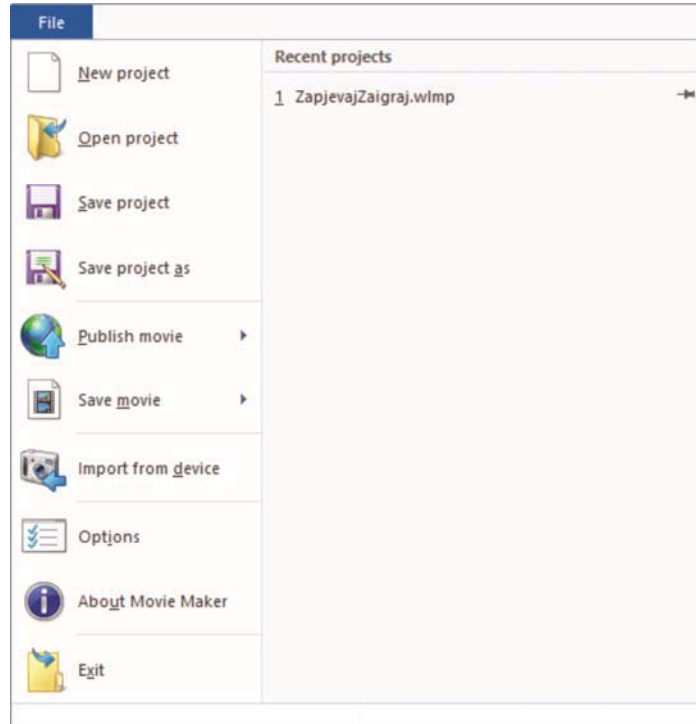 File
New project
Open project
Save project
Save project as
Publish movie
Save movie
Import from device
Options
About Movie Maker
Exit
Recent projects
1 ZapjevajZaigraj.wlmp